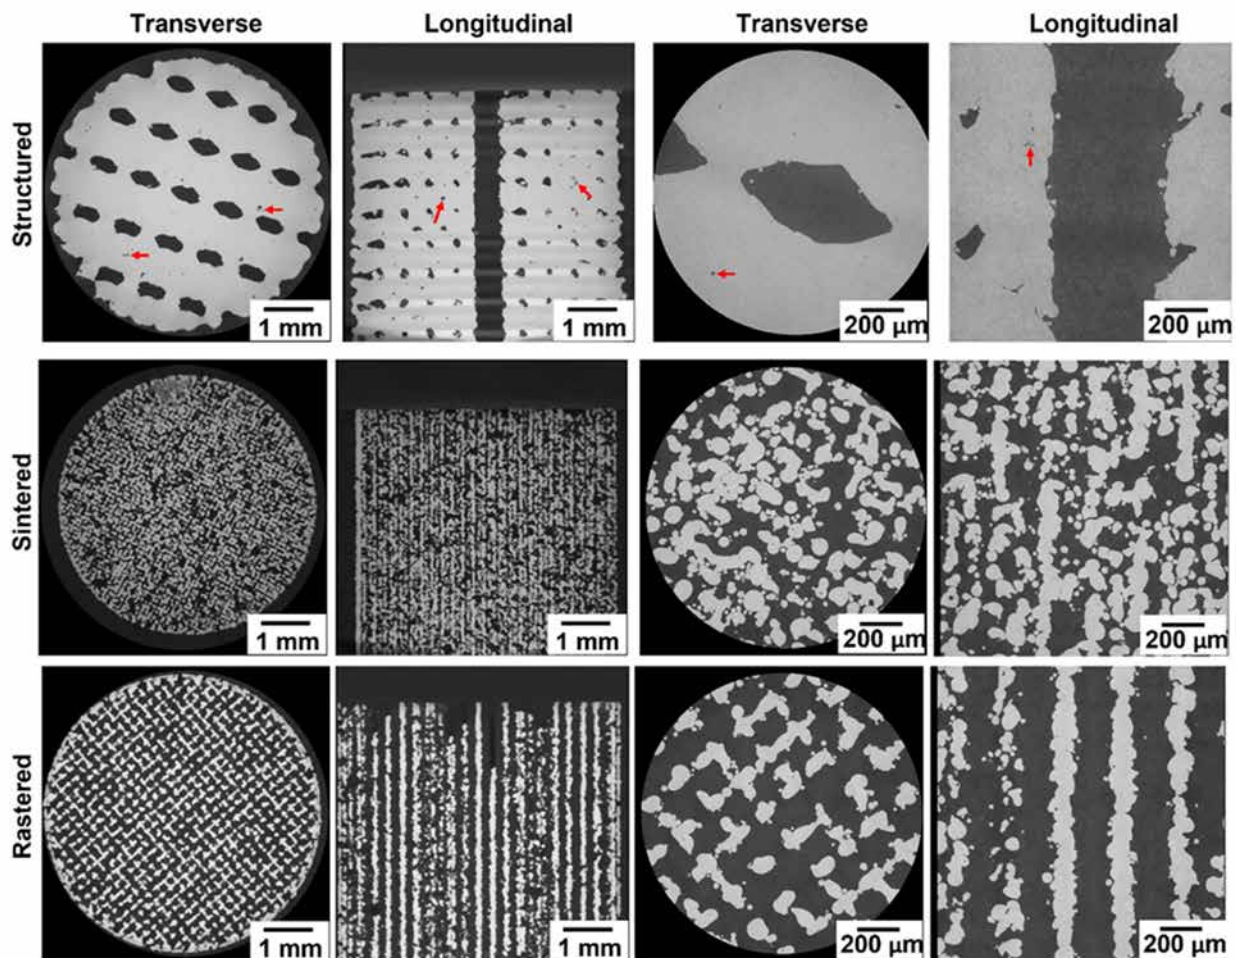 Transverse
Longitudinal
Transverse
Longitudinal
Structured
1 mm
1 mm
200 μm
200 μm
Sintered
1 mm
1 mm
200 μm
200 μm
Rastered
1 mm
1 mm
200 μm
200 μm